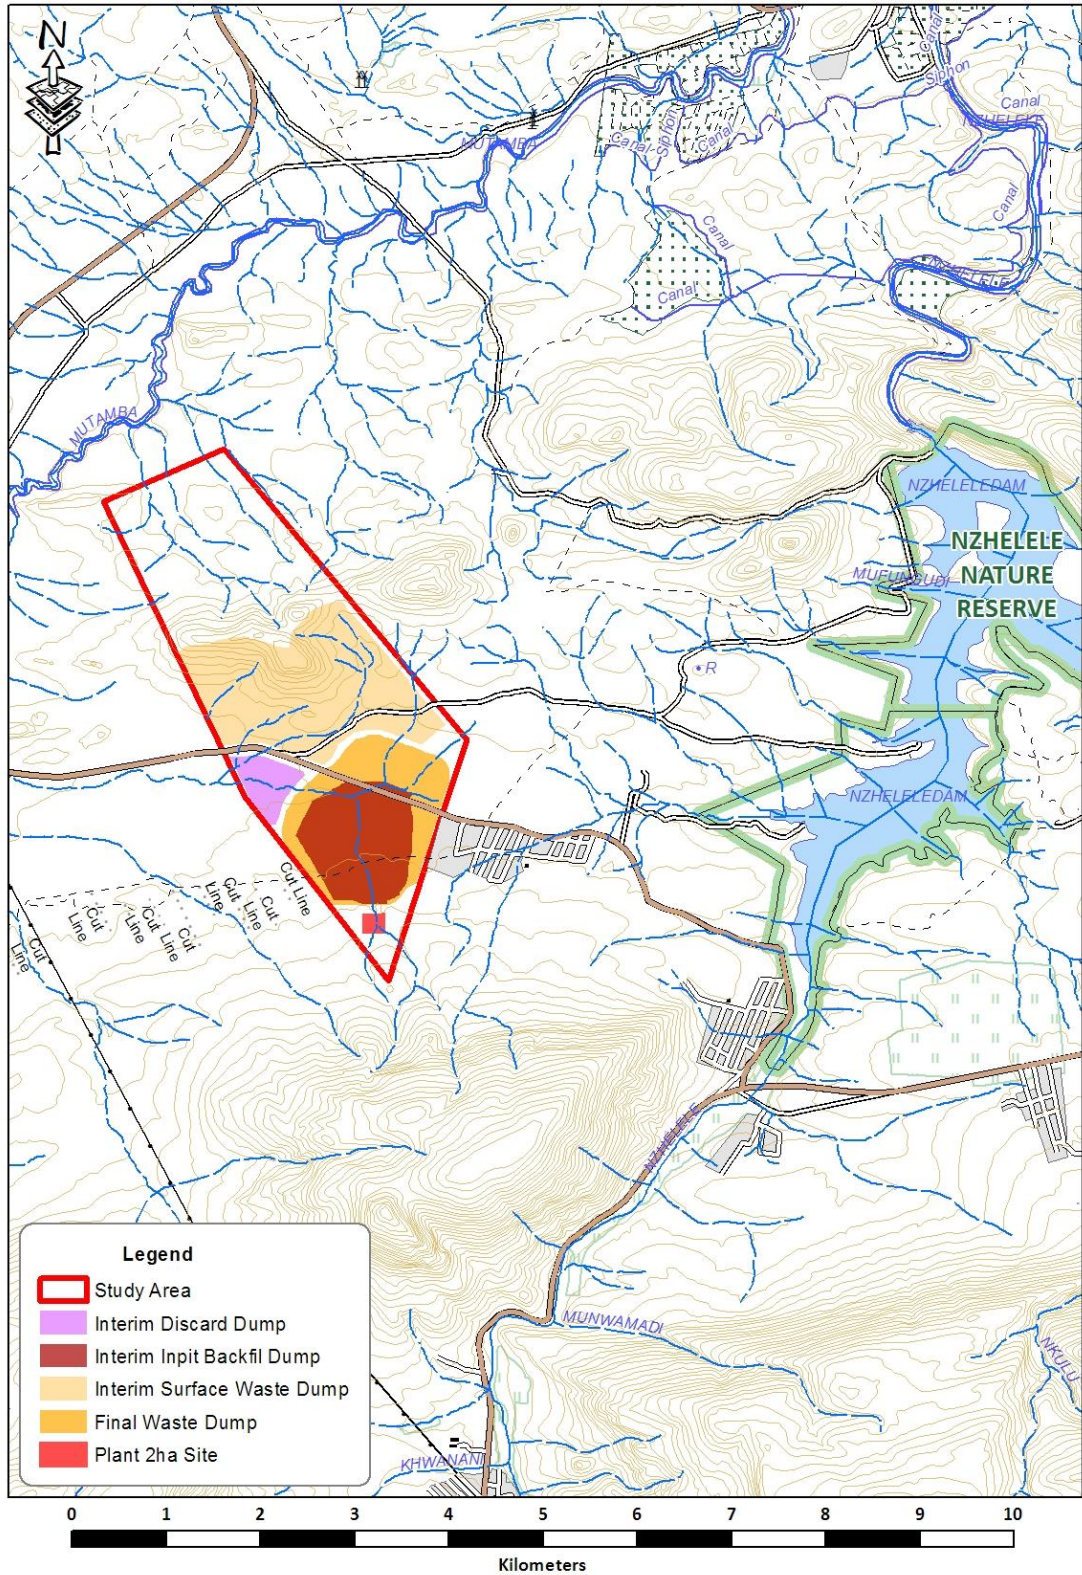 N
Canal
Siphon
Canal
NZHELELE
MUTAMBA
Canal
Siphon
Canal
Canal
Canal
Canal
NZHELELE
MUTAMBA
NZHELELEDAM
NZHELELE
NATURE
RESERVE
MUFUNGUDI
R
NZHELELEDAM
Cut Line
Cut
Line
Cut
Line
Cut
Line
Cut
Line
Cut
Line
Cut
Line
NZHELELE
MUNWAMADI
NKULU
KHWANANI
Legend
Study Area
Interim Discard Dump
Interim Inpit Backfil Dump
Interim Surface Waste Dump
Final Waste Dump
Plant 2ha Site
0 1 2 3 4 5 6 7 8 9 10
Kilometers